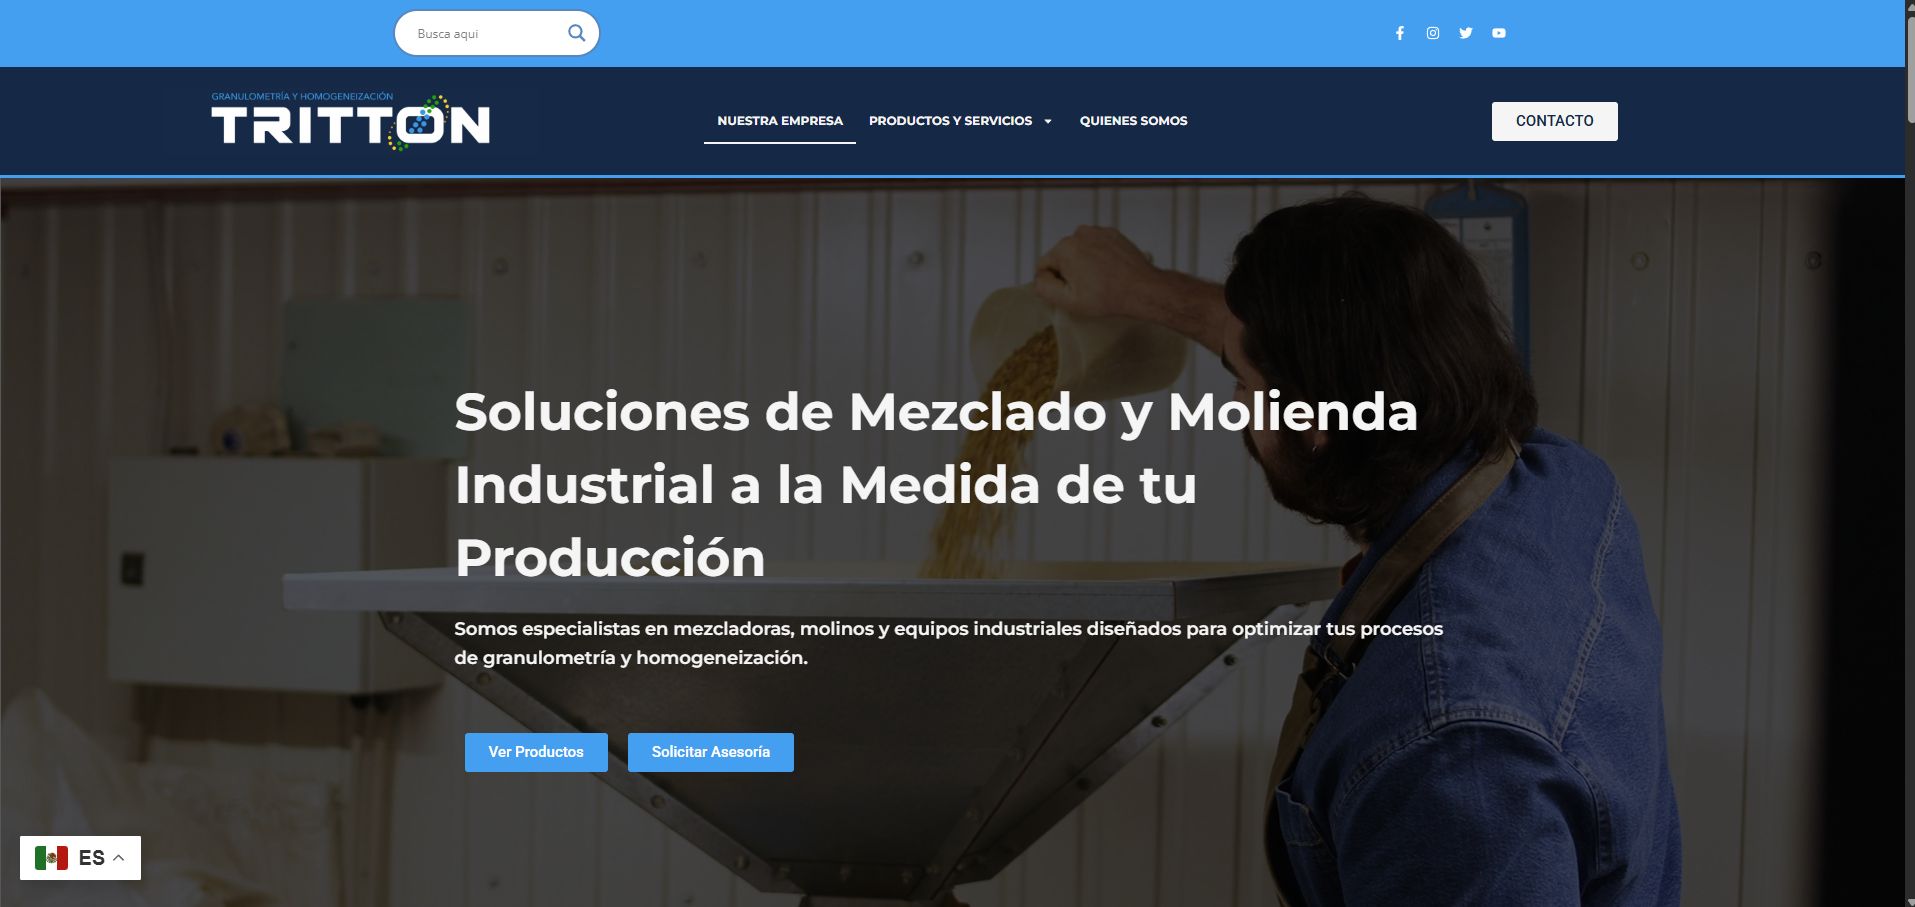 Busca aqui
GRANULOMETRÍA Y HOMOGENEIZACIÓN
TRITTON
NUESTRA EMPRESA
PRODUCTOS Y SERVICIOS
QUIENES SOMOS
CONTACTO
Soluciones de Mezclado y Molienda
Industrial a la Medida de tu
Producción
Somos especialistas en mezcladoras, molinos y equipos industriales diseñados para optimizar tus procesos
de granulometría y homogeneización.
Ver Productos
Solicitar Asesoría
ES